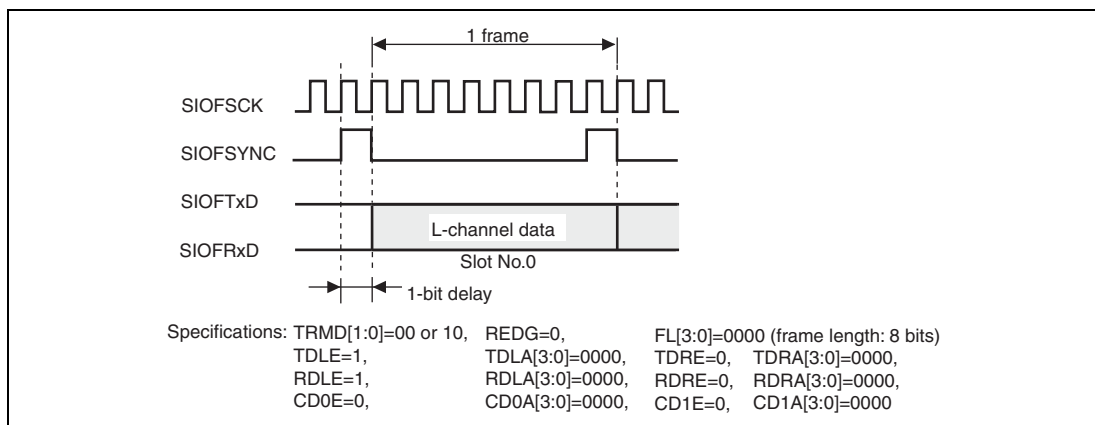 1 frame
SIOFSCK
SIOFSYNC
SIOFTxD
L-channel data
SIOFRxD
Slot No.0
1-bit delay
Specifications: TRMD[1:0]=00 or 10, REDG=0, FL[3:0]=0000 (frame length: 8 bits)
TDLE=1, TDLA[3:0]=0000, TDRE=0, TDRA[3:0]=0000,
RDLE=1, RDLA[3:0]=0000, RDRE=0, RDRA[3:0]=0000,
CD0E=0, CD0A[3:0]=0000, CD1E=0, CD1A[3:0]=0000